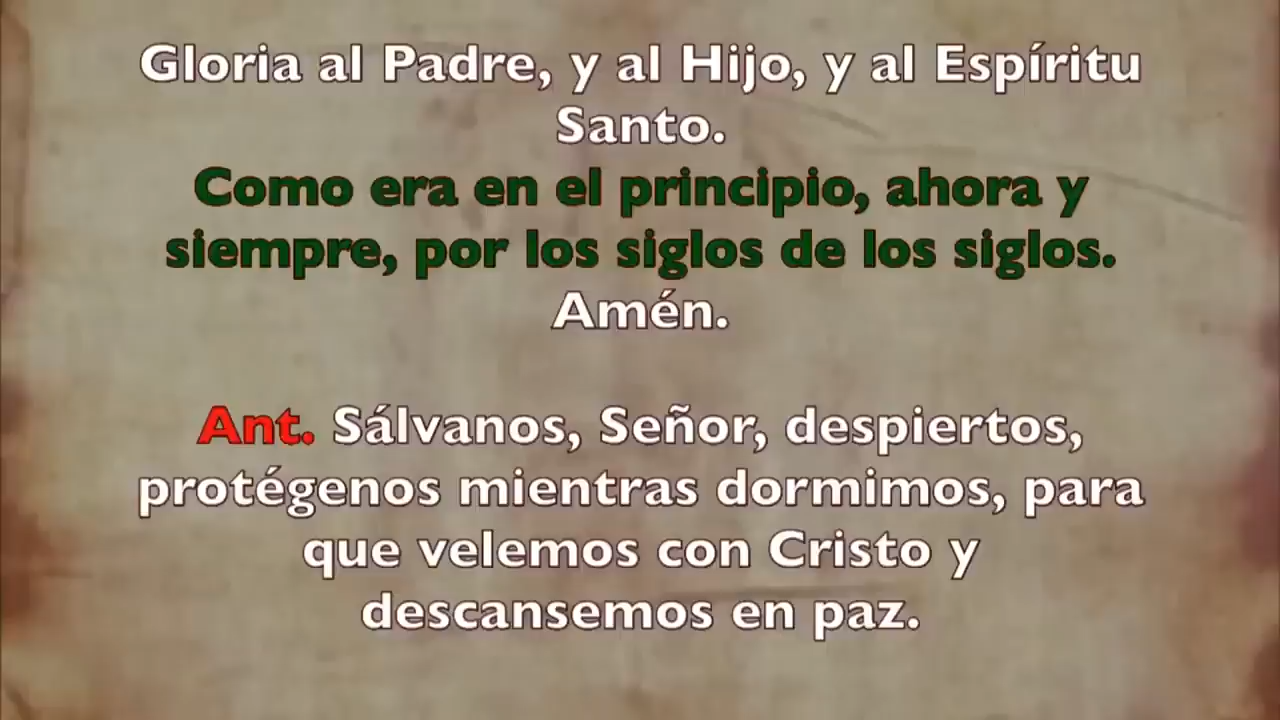 Gloria al Padre, y al Hijo, y al Espíritu
Santo.
Como era en el principio, ahora y
siempre, por los siglos de los siglos.
Amén.
Ant. Sálvanos, Señor, despiertos,
protégenos mientras dormimos, para
que velemos con Cristo y
descansemos en paz.